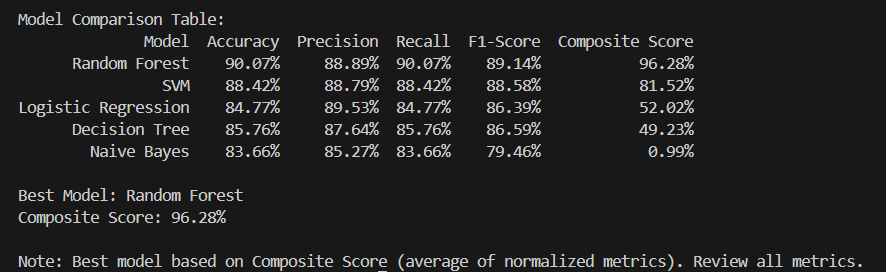 Model Comparison Table:
Model Accuracy Precision Recall F1-Score Composite Score
Random Forest 90.07% 88.89% 90.07% 89.14% 96.28%
SVM 88.42% 88.79% 88.42% 88.58% 81.52%
Logistic Regression 84.77% 89.53% 84.77% 86.39% 52.02%
Decision Tree 85.76% 87.64% 85.76% 86.59% 49.23%
Naive Bayes 83.66% 85.27% 83.66% 79.46% 0.99%
Best Model: Random Forest
Composite Score: 96.28%
Note: Best model based on Composite Score (average of normalized metrics). Review all metrics.